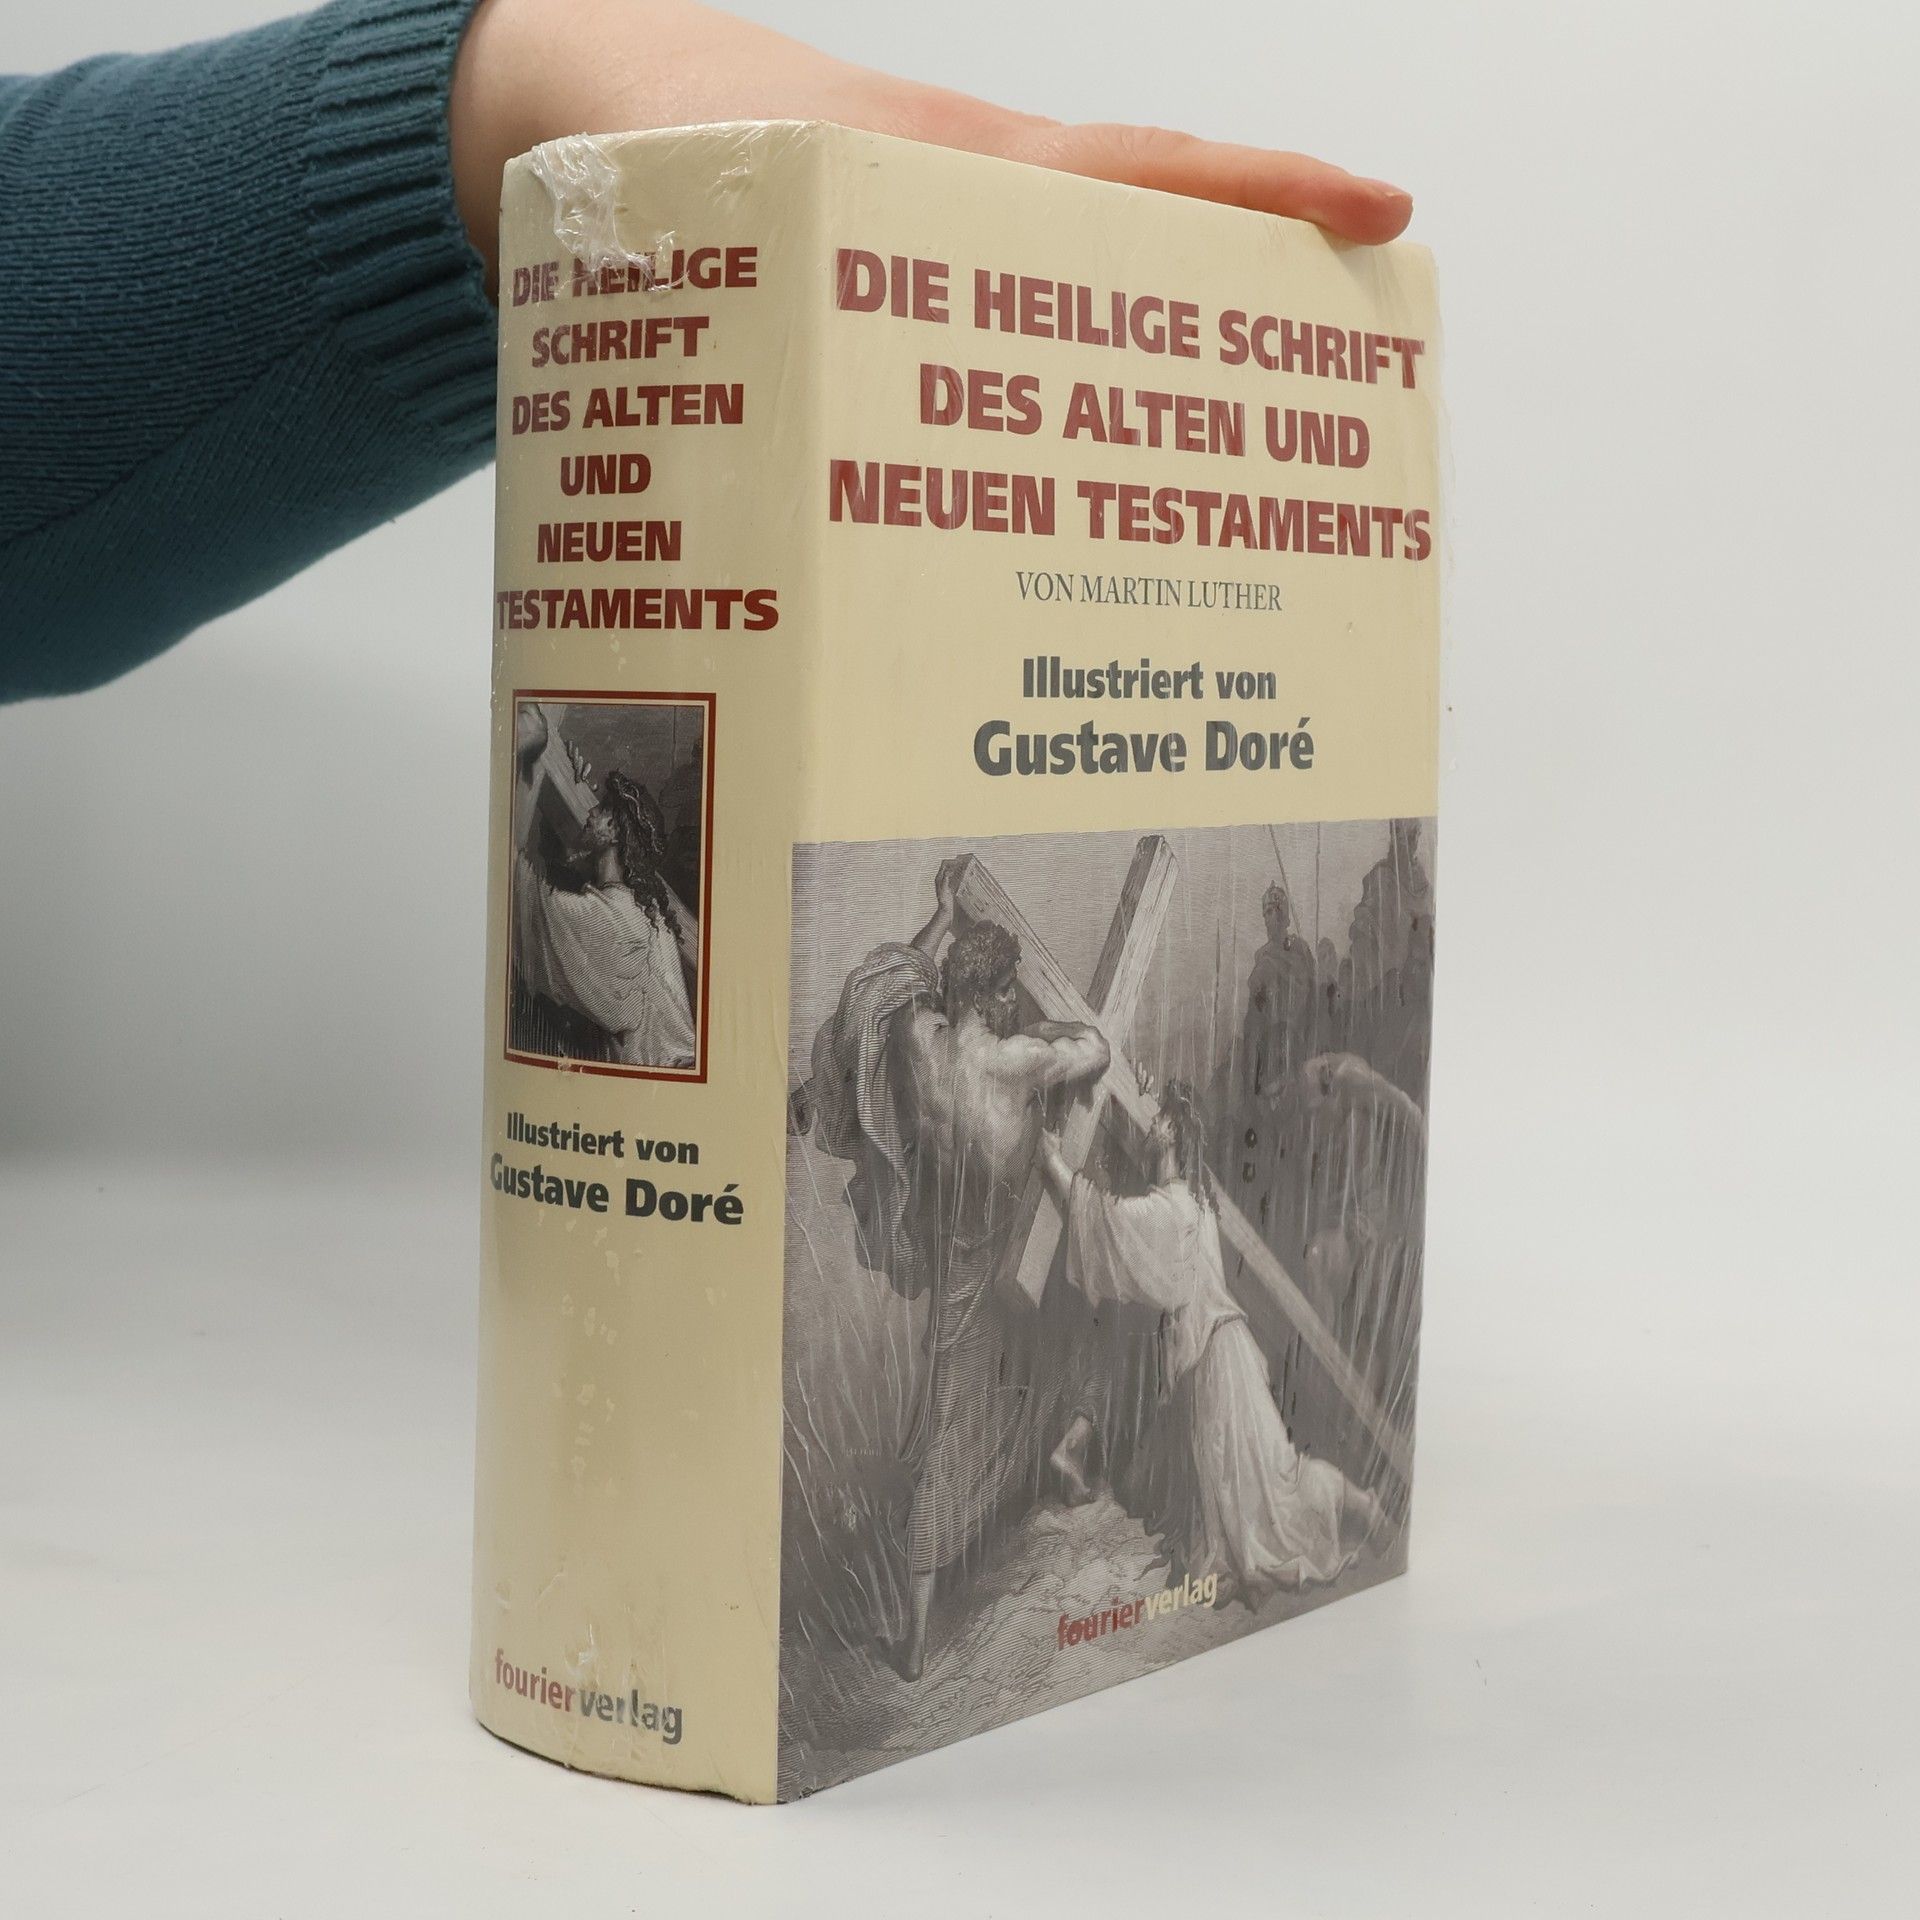 DIE HEILIGE
SCHRIFT
DES ALTEN
UND
NEUEN
TESTAMENTS
Illustriert von
Gustave Doré
fourierverlag
DIE HEILIGE SCHRIFT
DES ALTEN UND
NEUEN TESTAMENTS
VON MARTIN LUTHER
Illustriert von
Gustave Doré
fourierverlag